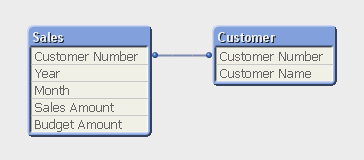 Sales
Customer Number
Year
Month
Sales Amount
Budget Amount
Customer
Customer Number
Customer Name